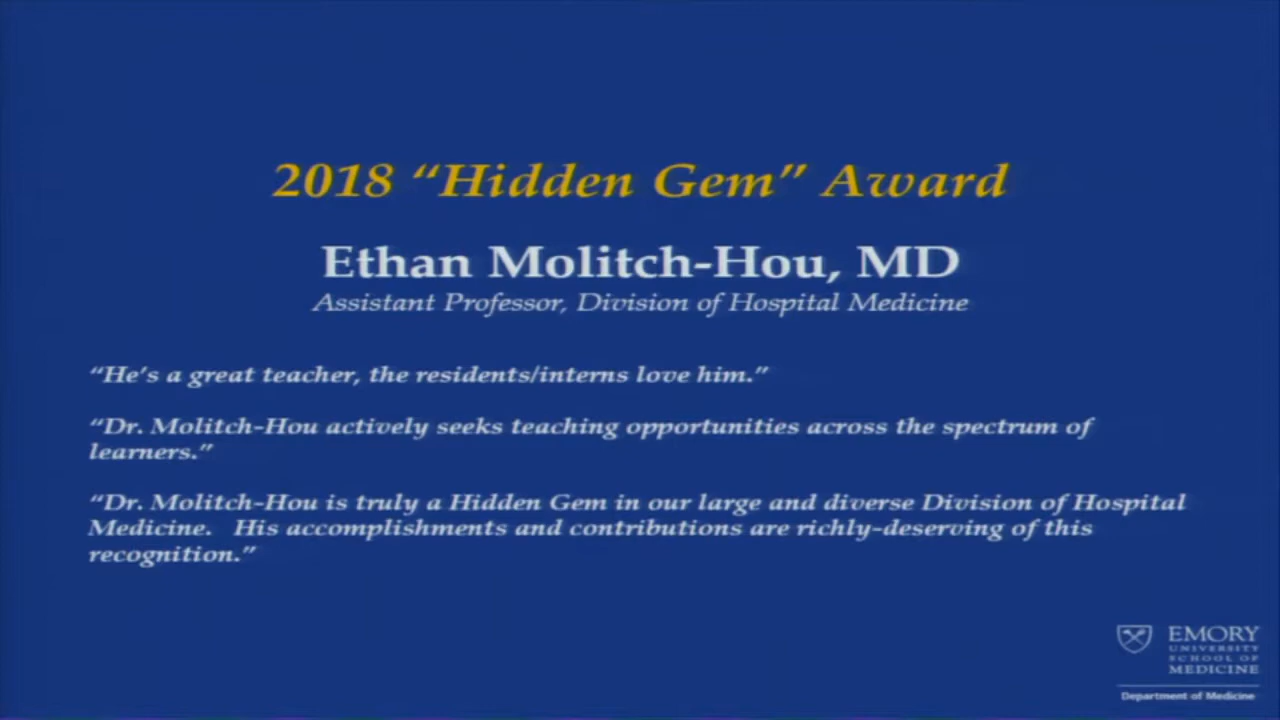 2018 “Hidden Gem” Award
Ethan Molitch-Hou, MD
Assistant Professor, Division of Hospital Medicine
“He’s a great teacher, the residents/interns love him.”
“Dr. Molitch-Hou actively seeks teaching opportunities across the spectrum of
learners.”
“Dr. Molitch-Hou is truly a Hidden Gem in our large and diverse Division of Hospital
Medicine.  His accomplishments and contributions are richly-deserving of this
recognition.”
EMORY
UNIVERSITY
SCHOOL OF
MEDICINE
Department of Medicine